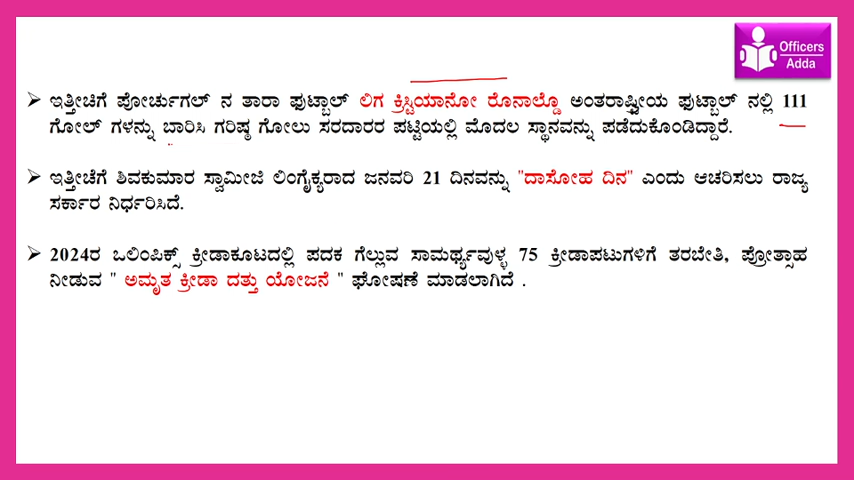 Officers
Adda
ಇತ್ತೀಚಿಗೆ ಪೋರ್ಚುಗಲ್ ನ ತಾರಾ ಫುಟ್ಬಾಲ್ ಲಿಗ ಕ್ರಿಸ್ಟಿಯಾನೋ ರೊನಾಲ್ಡೊ ಅಂತರಾಷ್ಟ್ರೀಯ ಫುಟ್ಬಾಲ್ ನಲ್ಲಿ 111
ಗೋಲ್ ಗಳನ್ನು ಬಾರಿಸಿ ಗರಿಷ್ಠ ಗೋಲು ಸರದಾರರ ಪಟ್ಟಿಯಲ್ಲಿ ಮೊದಲ ಸ್ಥಾನವನ್ನು ಪಡೆದುಕೊಂಡಿದ್ದಾರೆ.
ಇತ್ತೀಚೆಗೆ ಶಿವಕುಮಾರ ಸ್ವಾಮೀಜಿ ಲಿಂಗೈಕ್ಯರಾದ ಜನವರಿ 21 ದಿನವನ್ನು "ದಾಸೋಹ ದಿನ" ಎಂದು ಆಚರಿಸಲು ರಾಜ್ಯ
ಸರ್ಕಾರ ನಿರ್ಧರಿಸಿದೆ.
2024ರ ಒಲಿಂಪಿಕ್ಸ್ ಕ್ರೀಡಾಕೂಟದಲ್ಲಿ ಪದಕ ಗೆಲ್ಲುವ ಸಾಮರ್ಥ್ಯವುಳ್ಳ 75 ಕ್ರೀಡಾಪಟುಗಳಿಗೆ ತರಬೇತಿ, ಪ್ರೋತ್ಸಾಹ
ನೀಡುವ " ಅಮೃತ ಕ್ರೀಡಾ ದತ್ತು ಯೋಜನೆ " ಘೋಷಣೆ ಮಾಡಲಾಗಿದೆ .